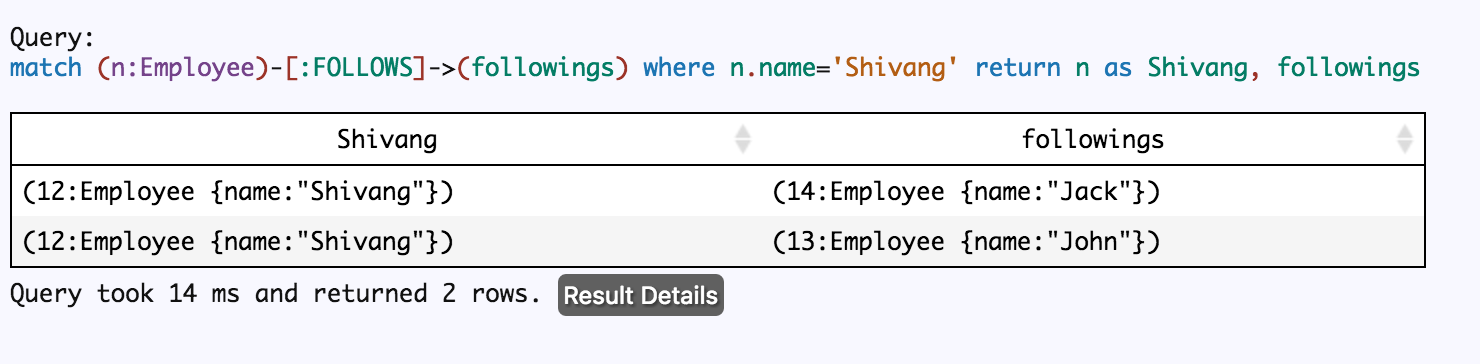 Query:
match (n:Employee)-[:FOLLOWS]->(followings) where n.name='Shivang' return n as Shivang, followings
Shivang followings
(12:Employee {name:"Shivang"}) (14:Employee {name:"Jack"})
(12:Employee {name:"Shivang"}) (13:Employee {name:"John"})
Query took 14 ms and returned 2 rows. Result Details